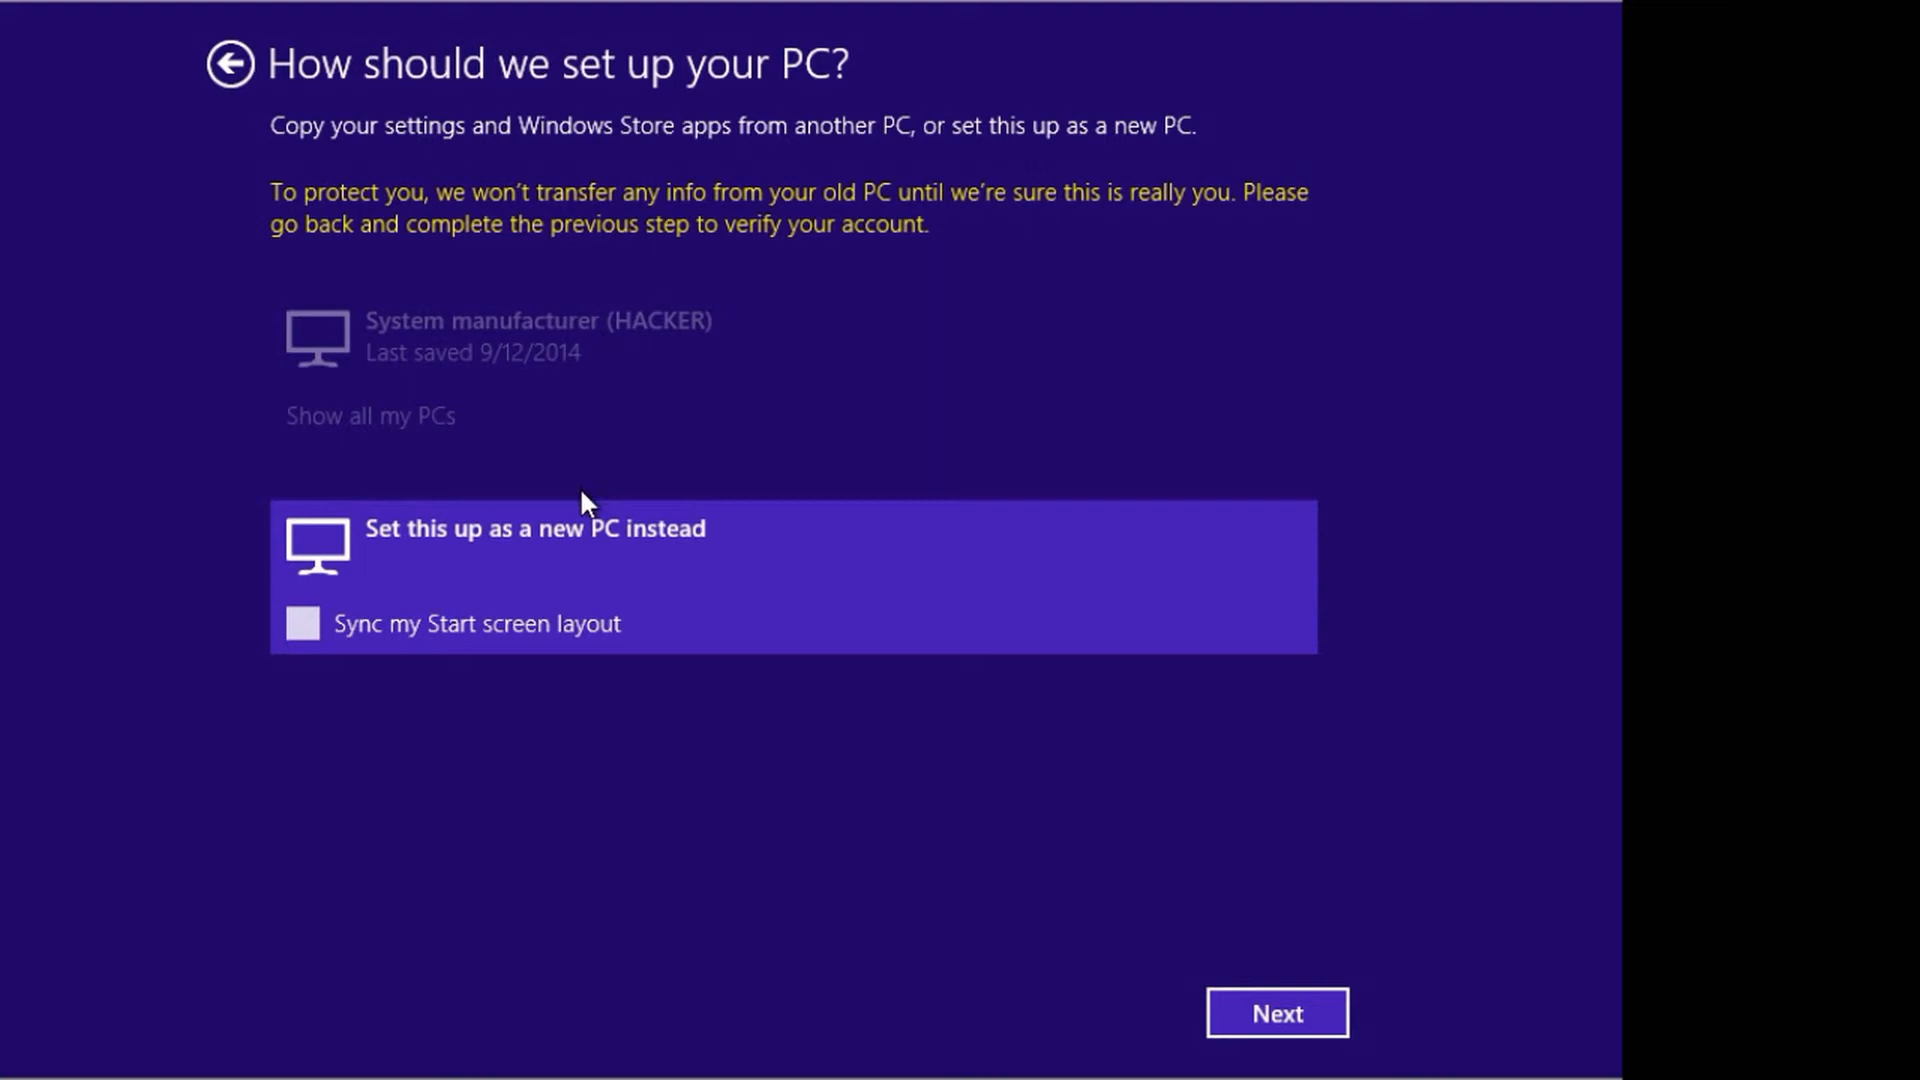 How should we set up your PC?
Copy your settings and Windows Store apps from another PC, or set this up as a new PC.
To protect you, we won't transfer any info from your old PC until we're sure this is really you. Please
go back and complete the previous step to verify your account.
System manufacturer (HACKER)
Last saved 9/12/2014
Show all my PCs
Set this up as a new PC instead
Sync my Start screen layout
Next